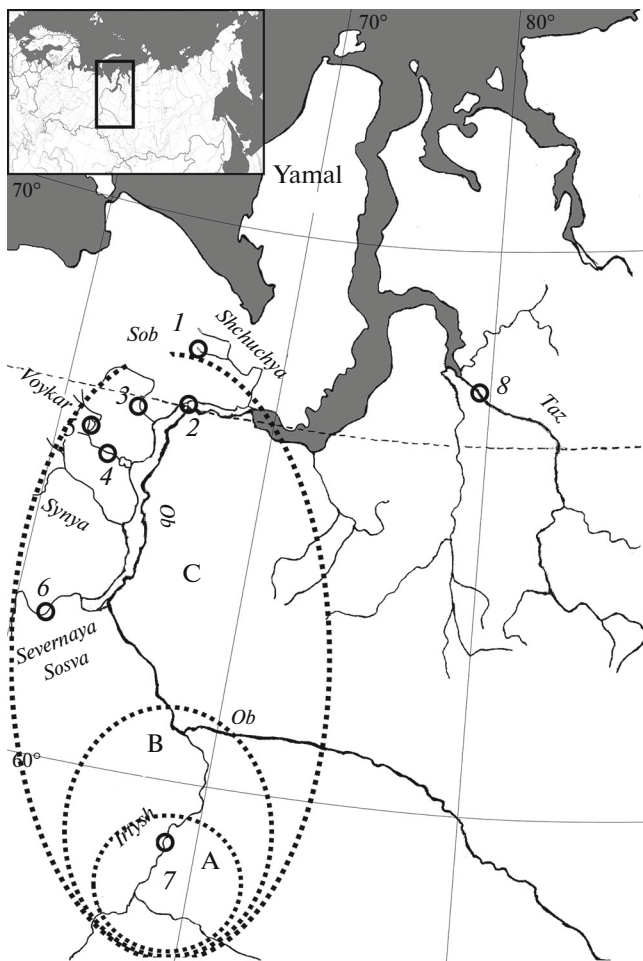 70°
80°
70°
Yamal
1
Sob
Shchuchya
Voykar
3
2
8
Taz
5
4
Synya
Ob
C
6
Severnaya
Sosva
Ob
B
60°
Irtysh
A
7